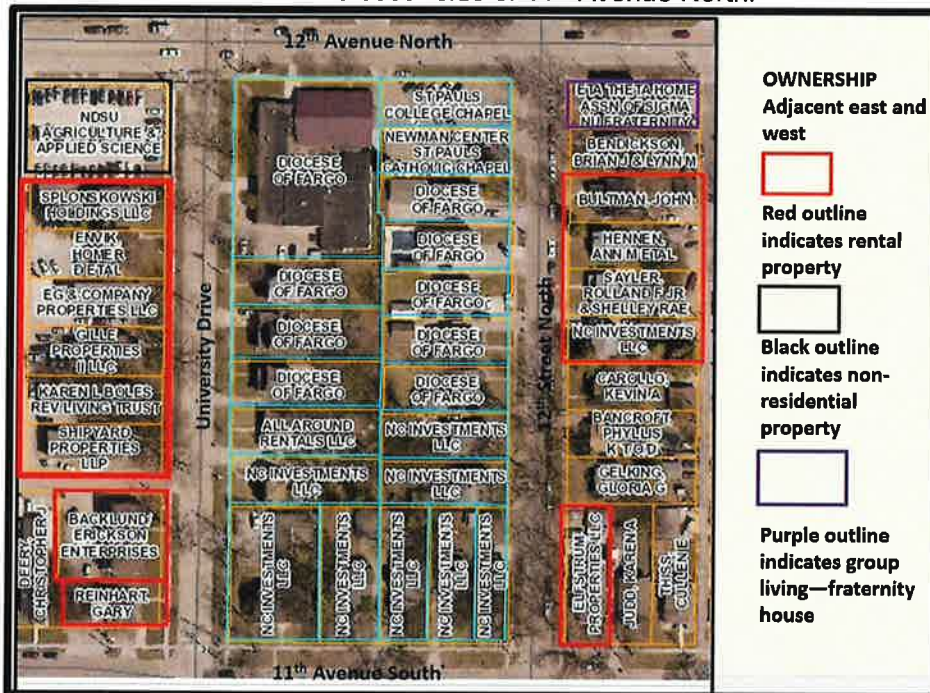 12th Avenue North
NDSU
AGRICULTURE &
APPLIED SCIENCE
SPLONSKOWSKI
HOLDINGS LLC
ENVIK,
HOMER
D ETAL
EG & COMPANY
PROPERTIES LLC
GILLE
PROPERTIES
II LLC
KAREN L BOLES
REV LIVING TRUST
SHIPYARD
PROPERTIES
LLP
DEERY,
CHRISTOPHER J
BACKLUND/
ERICKSON
ENTERPRISES
REINHART,
GARY
University Drive
DIOCESE
OF FARGO
DIOCESE
OF FARGO
DIOCESE
OF FARGO
DIOCESE
OF FARGO
ALL AROUND
RENTALS LLC
NC INVESTMENTS
LLC
ST PAULS
COLLEGE CHAPEL
NEWMAN CENTER
ST PAULS
CATHOLIC CHAPEL
DIOCESE
OF FARGO
DIOCESE
OF FARGO
DIOCESE
OF FARGO
DIOCESE
OF FARGO
DIOCESE
OF FARGO
NC INVESTMENTS
LLC
NC INVESTMENTS
LLC
NC INVESTMENTS
LLC
NC INVESTMENTS
LLC
NC INVESTMENTS
LLC
NC INVESTMENTS
LLC
NC INVESTMENTS
LLC
12th Street North
ETA THETA HOME
ASSN OF SIGMA
NU FRATERNITY
BENDICKSON,
BRIAN J & LYNN M
BULTMAN, JOHN
HENNEN,
ANN M ETAL
SAYLER,
ROLLAND F JR
& SHELLEY RAE
NC INVESTMENTS
LLC
CAROLLO,
KEVIN A
BANCROFT,
PHYLLIS
K T O D
GELKING,
GLORIA G
ELFSTRUM
PROPERTIES LLC
JUDD, KARENA
THISS,
CULLEN E
11th Avenue South
OWNERSHIP
Adjacent east and
west
Red outline
indicates rental
property
Black outline
indicates non-
residential
property
Purple outline
indicates group
living—fraternity
house